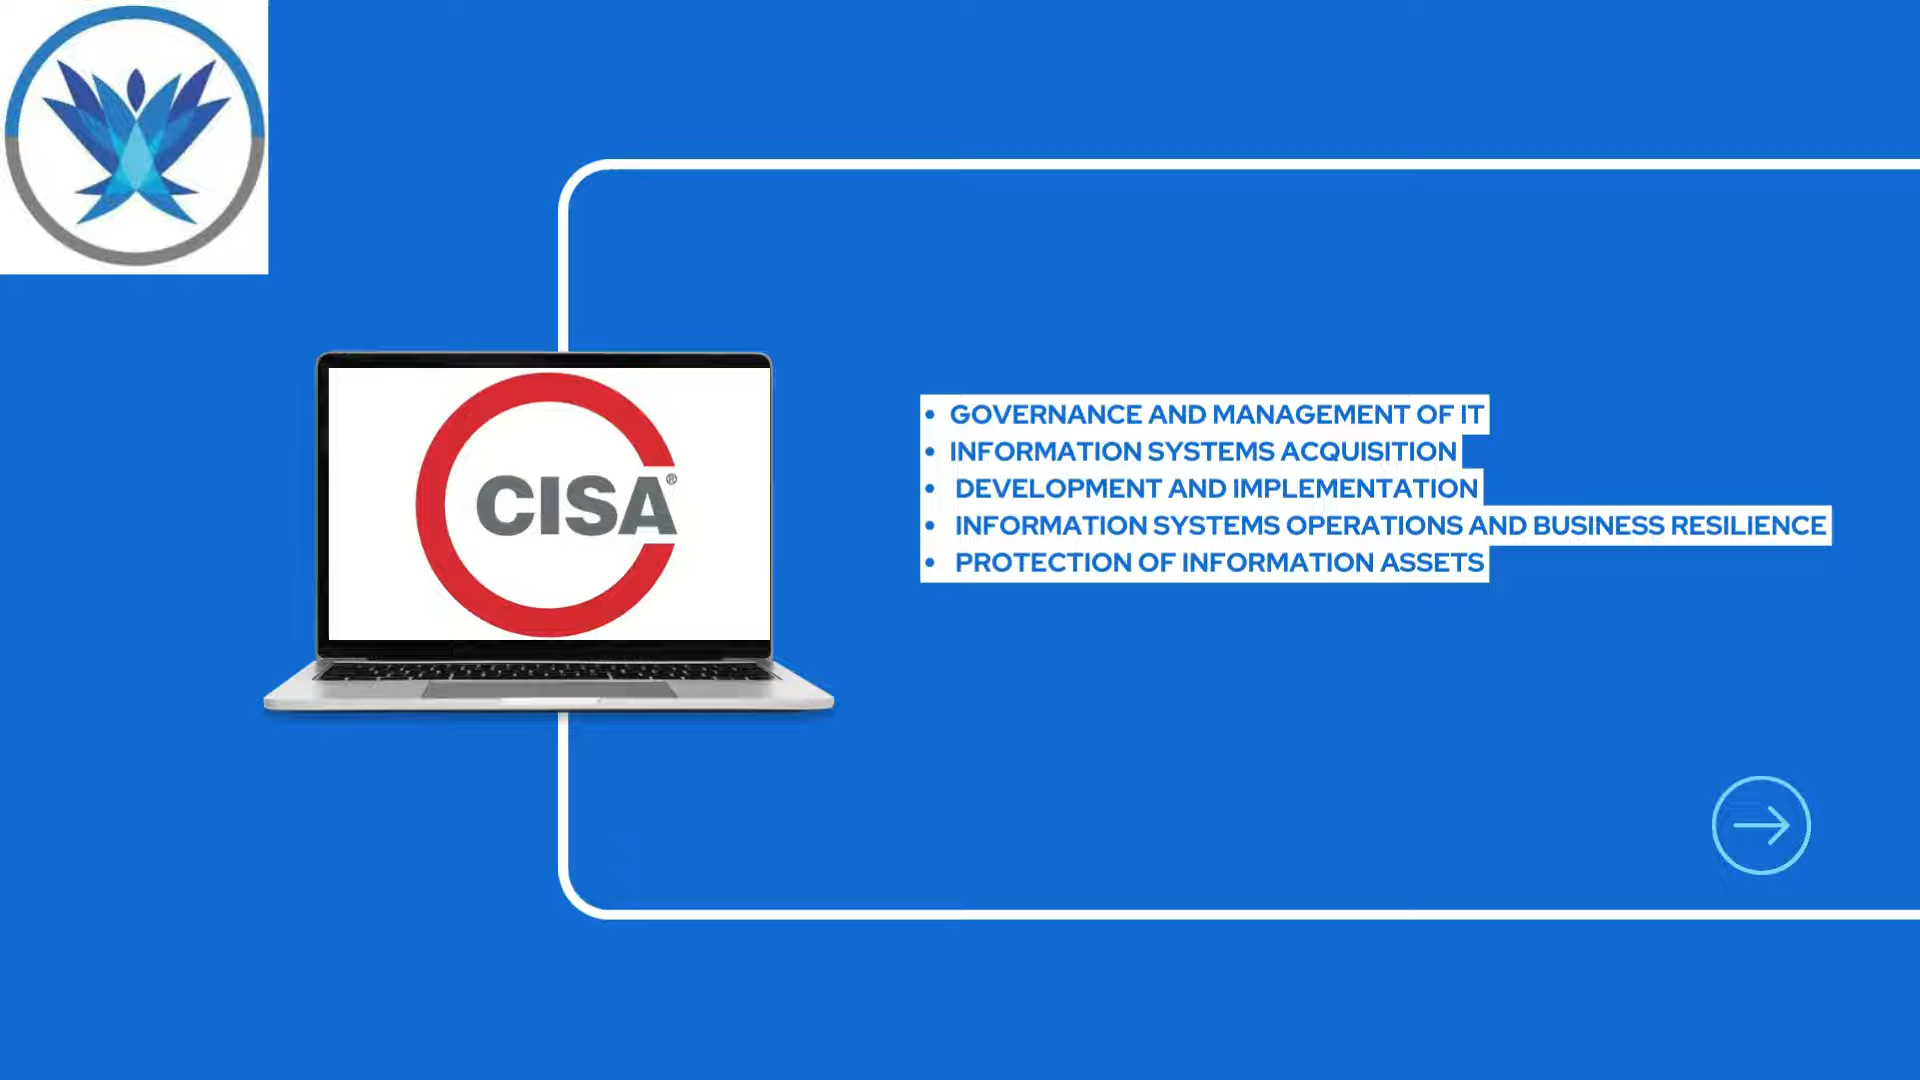 CISA®
• GOVERNANCE AND MANAGEMENT OF IT
• INFORMATION SYSTEMS ACQUISITION
• DEVELOPMENT AND IMPLEMENTATION
• INFORMATION SYSTEMS OPERATIONS AND BUSINESS RESILIENCE
• PROTECTION OF INFORMATION ASSETS